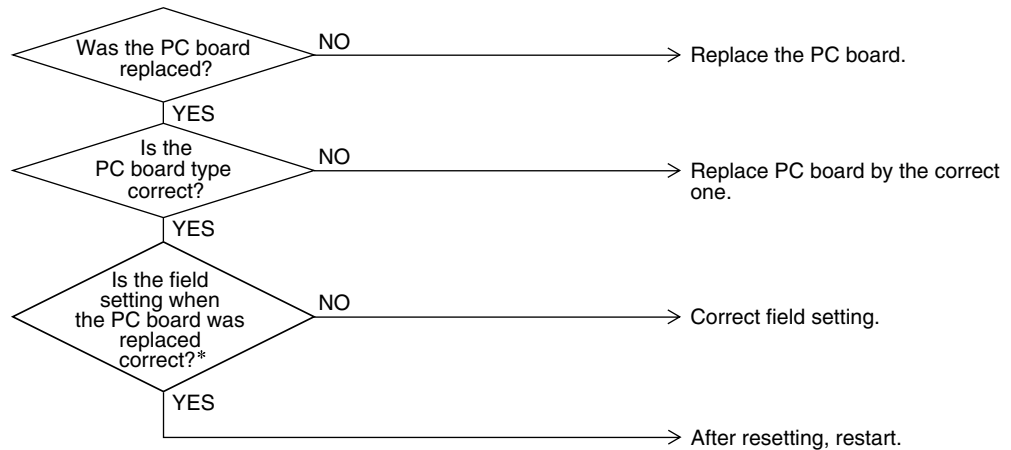 Was the PC board
replaced?
NO
Replace the PC board.
YES
Is the
PC board type
correct?
NO
Replace PC board by the correct
one.
YES
Is the field
setting when
the PC board was
replaced
correct?*
NO
Correct field setting.
YES
After resetting, restart.